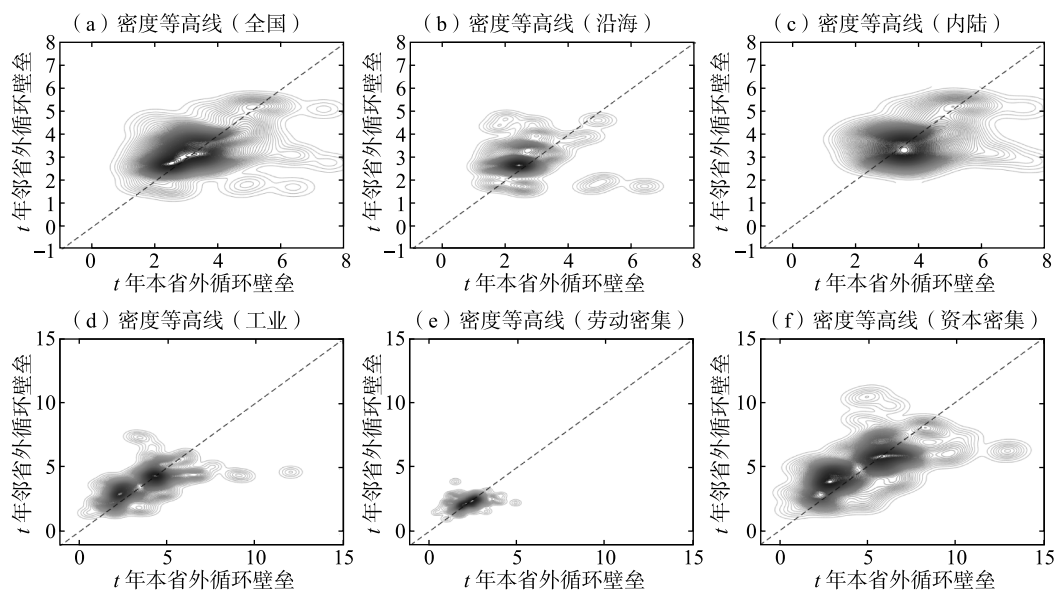 （a）密度等高线（全国）
（b）密度等高线（沿海）
（c）密度等高线（内陆）
t 年邻省外循环壁垒
8
7
6
5
4
3
2
1
0
−1
0 2 4 6 8
t 年本省外循环壁垒
t 年邻省外循环壁垒
8
7
6
5
4
3
2
1
0
−1
0 2 4 6 8
t 年本省外循环壁垒
t 年邻省外循环壁垒
8
7
6
5
4
3
2
1
0
−1
0 2 4 6 8
t 年本省外循环壁垒
（d）密度等高线（工业）
（e）密度等高线（劳动密集）
（f）密度等高线（资本密集）
t 年邻省外循环壁垒
15
10
5
0
0 5 10 15
t 年本省外循环壁垒
t 年邻省外循环壁垒
15
10
5
0
0 5 10 15
t 年本省外循环壁垒
t 年邻省外循环壁垒
15
10
5
0
0 5 10 15
t 年本省外循环壁垒